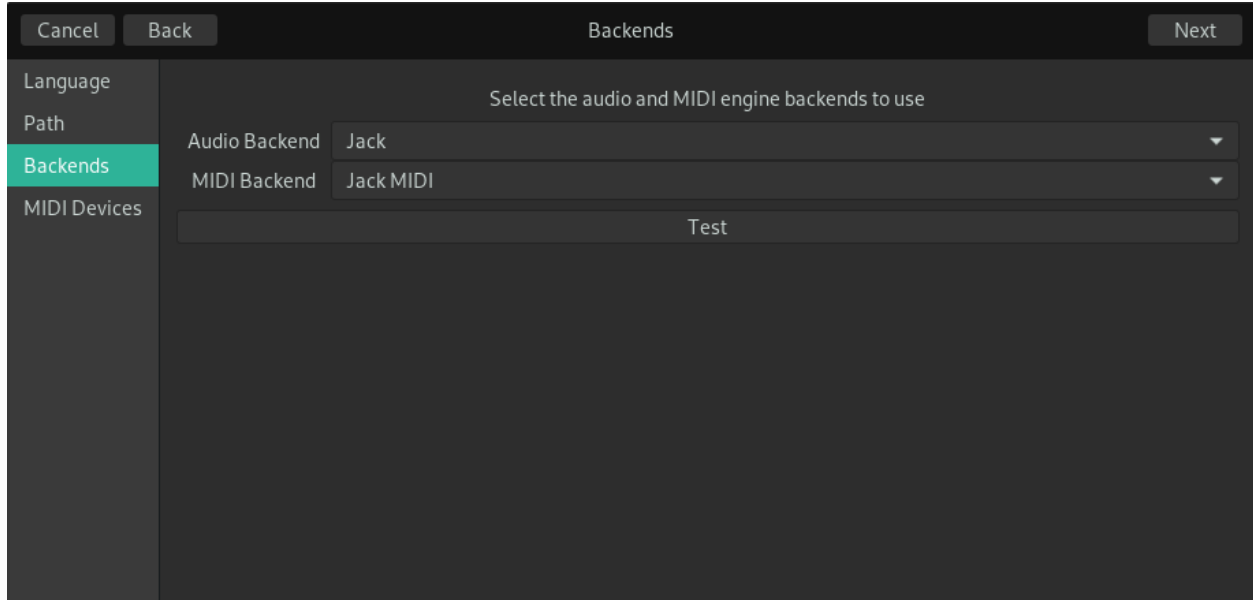 Cancel Back Backends Next
Language
Path
Backends
MIDI Devices
Select the audio and MIDI engine backends to use
Audio Backend Jack
MIDI Backend Jack MIDI
Test